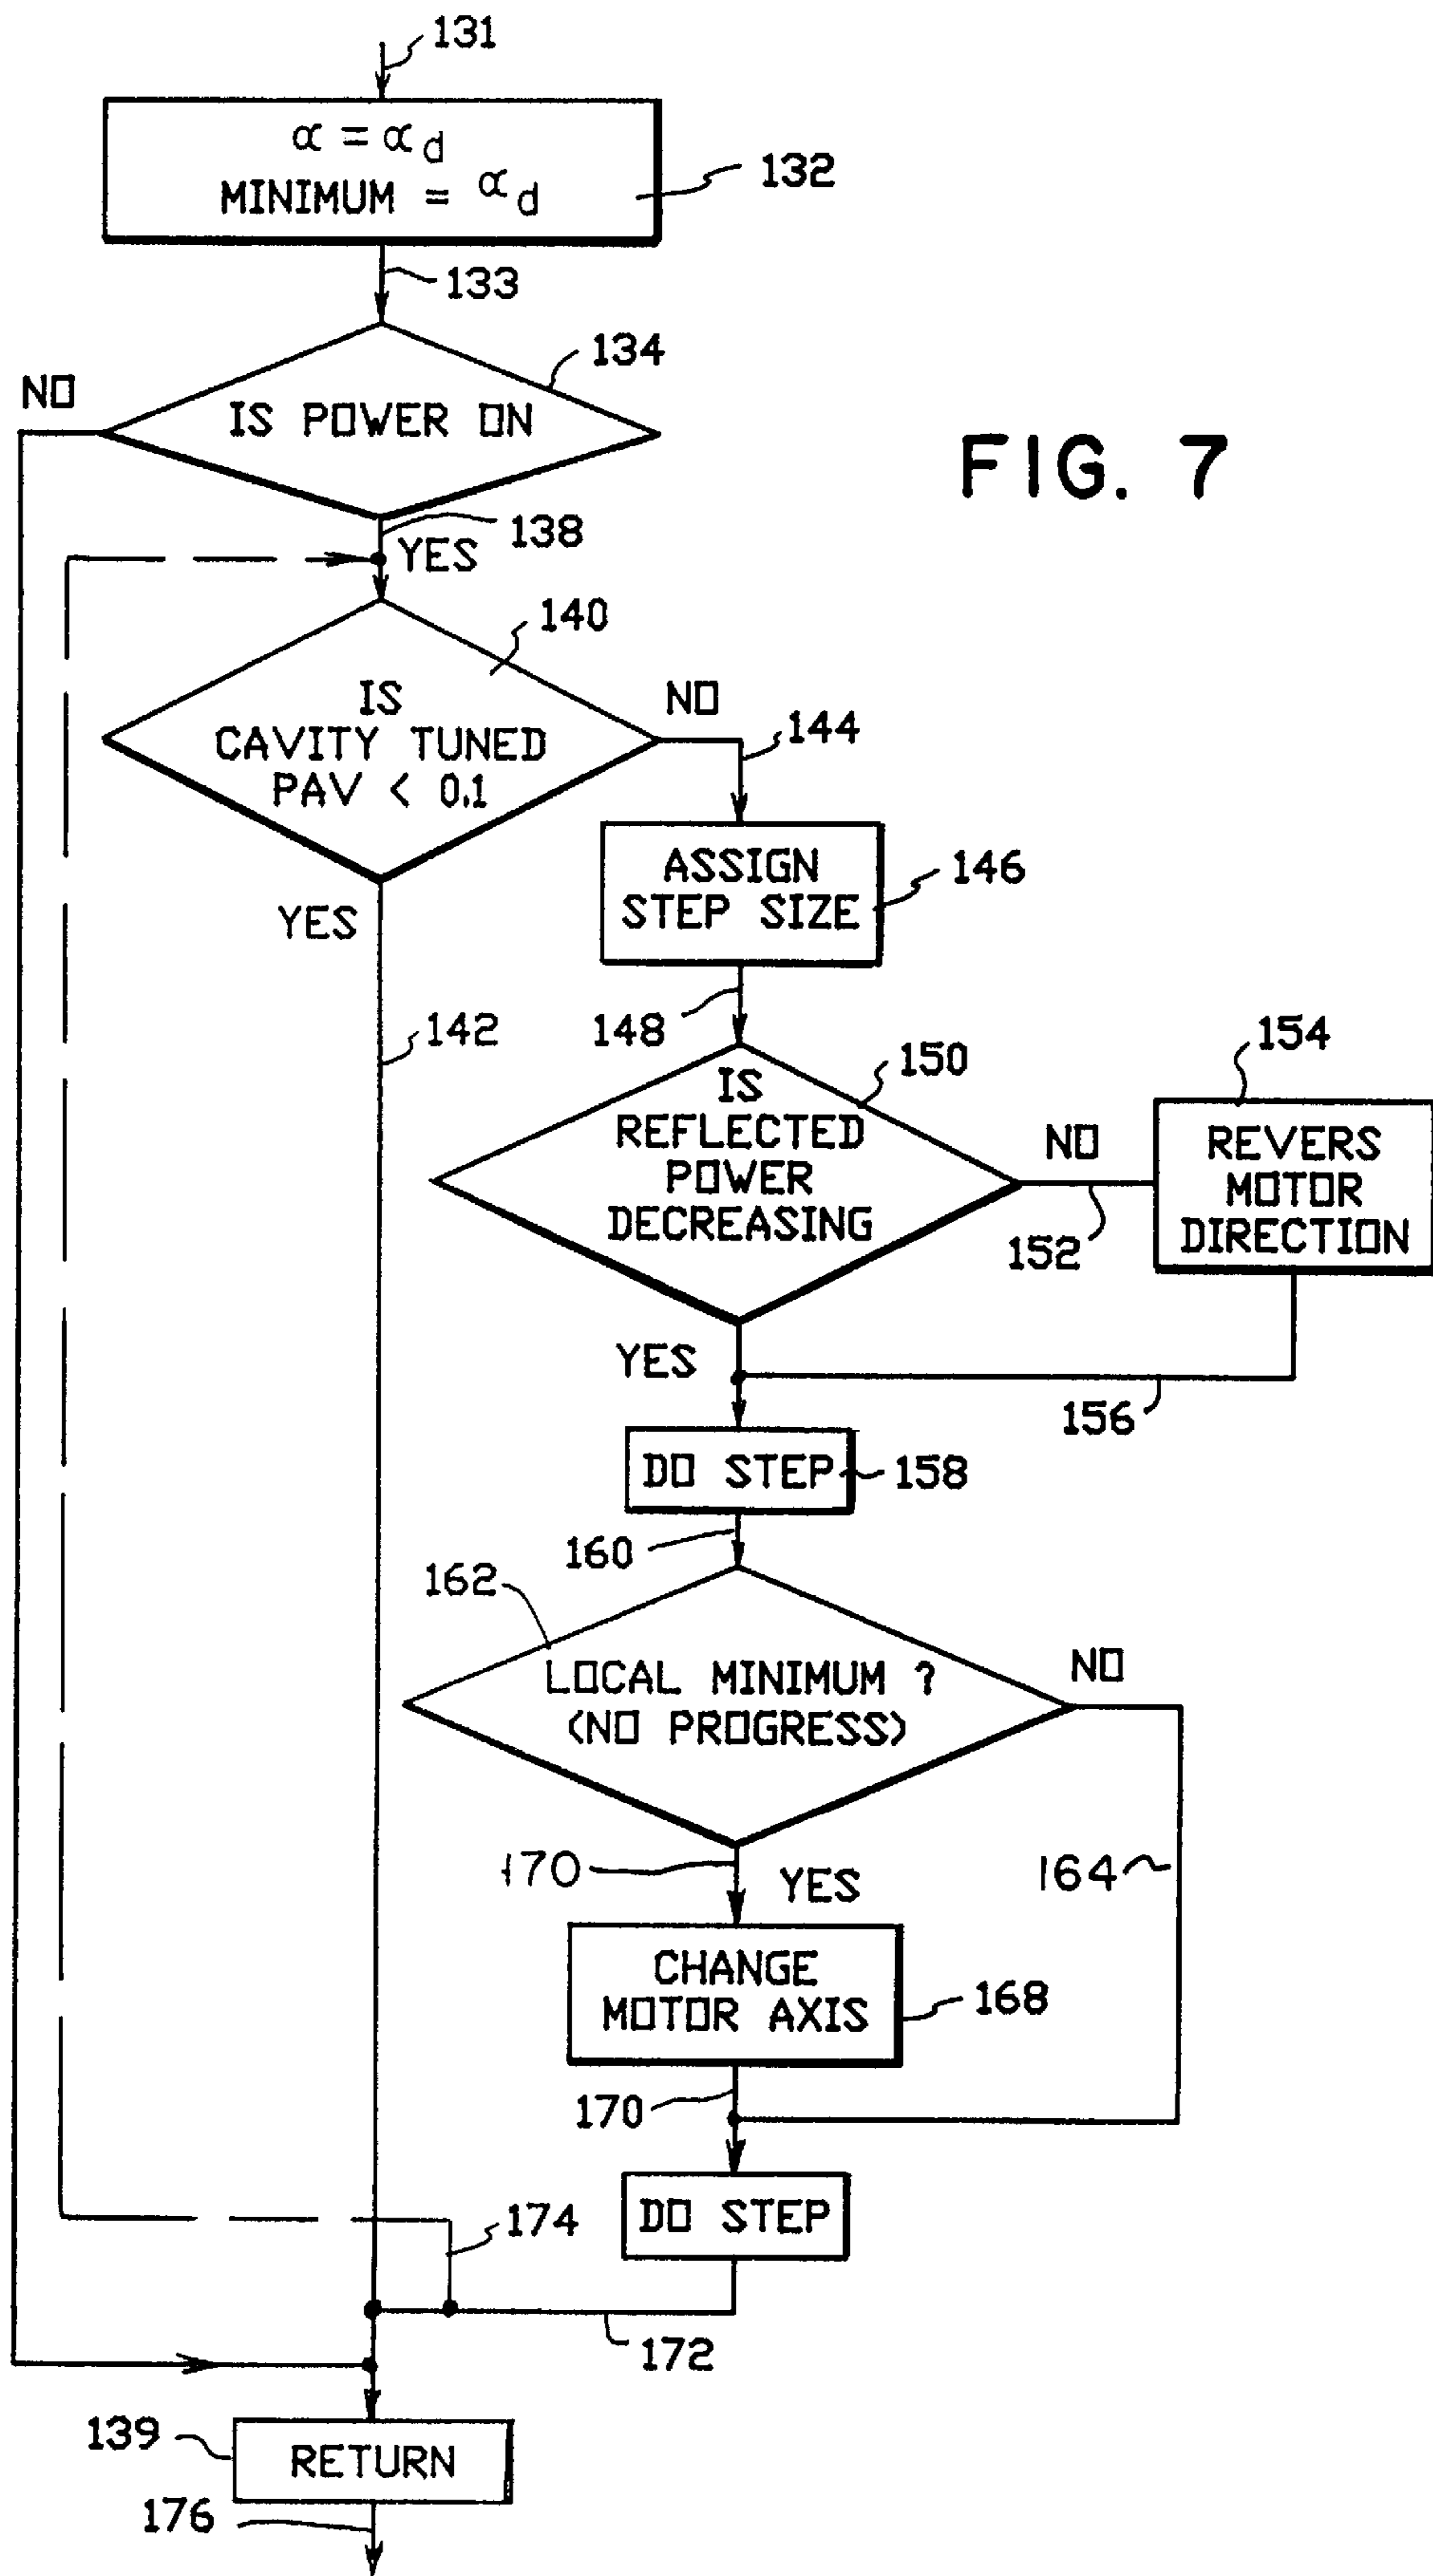 131
α = α d
MINIMUM = α d
132
133
134
NO
IS POWER ON
FIG. 7
138
YES
140
IS
CAVITY TUNED
PAV < 0.1
NO
144
YES
ASSIGN
STEP SIZE
146
142
148
150
IS
REFLECTED
POWER
DECREASING
NO
152
154
REVERS
MOTOR
DIRECTION
YES
156
DO STEP
158
160
162
LOCAL MINIMUM ?
(NO PROGRESS)
NO
170
YES
164
CHANGE
MOTOR AXIS
168
170
DO STEP
174
172
139
RETURN
176